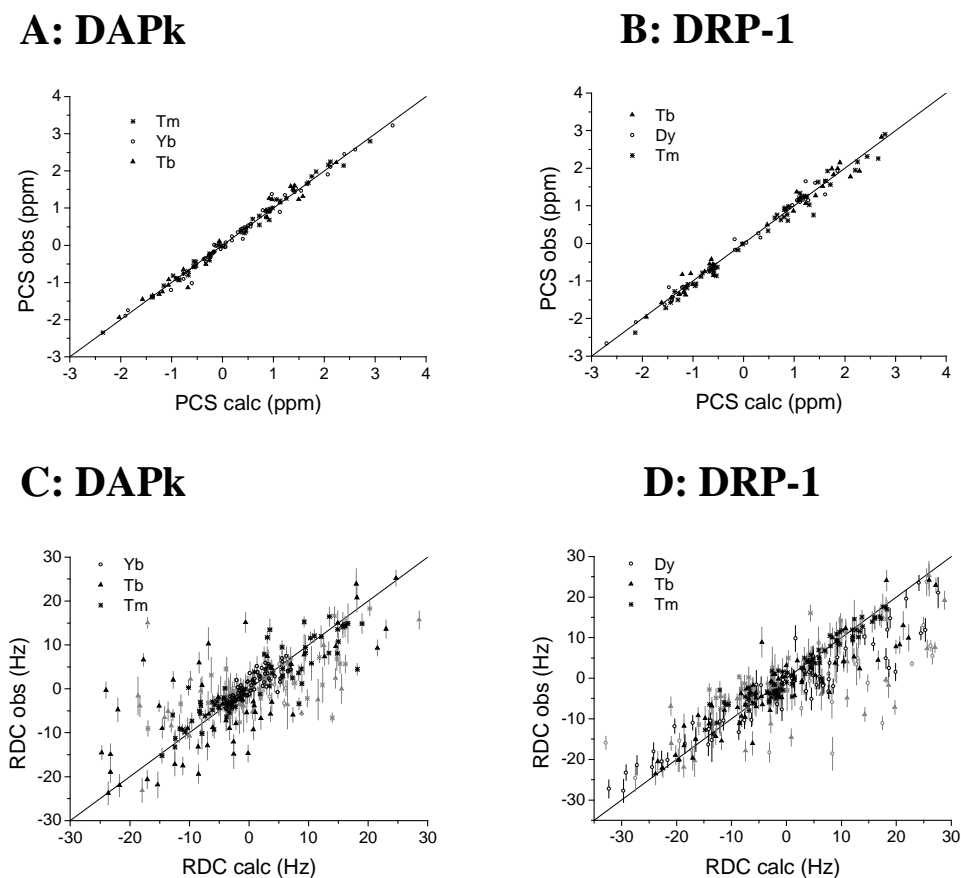 A: DAPk
B: DRP-1
Tm
Yb
Tb
4
3
2
1
0
-1
-2
-3
PCS obs (ppm)
-3 -2 -1 0 1 2 3 4
PCS calc (ppm)
Tb
Dy
Tm
4
3
2
1
0
-1
-2
-3
PCS obs (ppm)
-3 -2 -1 0 1 2 3 4
PCS calc (ppm)
C: DAPk
D: DRP-1
Yb
Tb
Tm
30
20
10
0
-10
-20
-30
RDC obs (Hz)
-30 -20 -10 0 10 20 30
RDC calc (Hz)
Dy
Tb
Tm
30
20
10
0
-10
-20
-30
RDC obs (Hz)
-30 -20 -10 0 10 20 30
RDC calc (Hz)